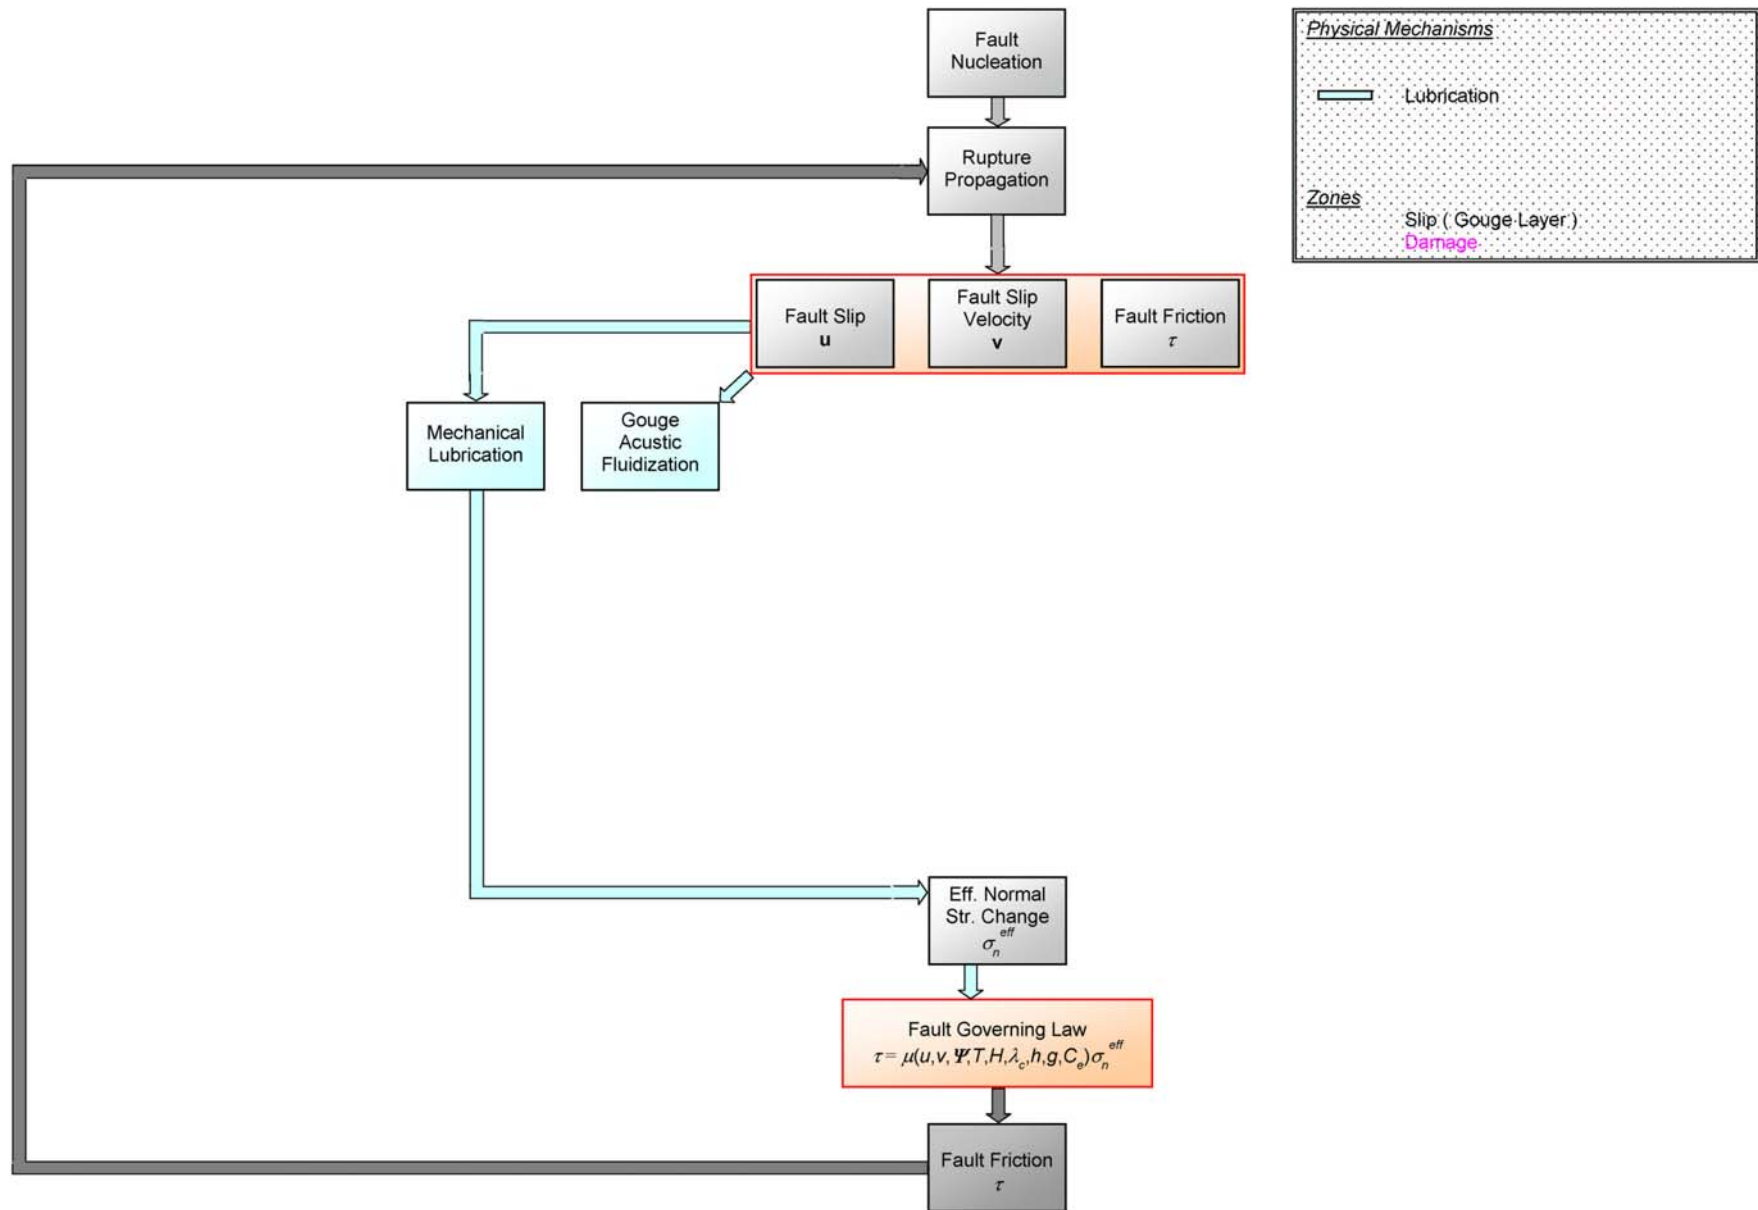 Fault
Nucleation
Physical Mechanisms
Lubrication
Rupture
Propagation
Zones
Slip ( Gouge Layer )
Damage
Fault Slip
u
Fault Slip
Velocity
v
Fault Friction
τ
Mechanical
Lubrication
Gouge
Acustic
Fluidization
Eff. Normal
Str. Change
σn eff
Fault Governing Law
τ = μ(u,v,Ψ,T,H,λc,h,g,Ce)σn eff
Fault Friction
τ